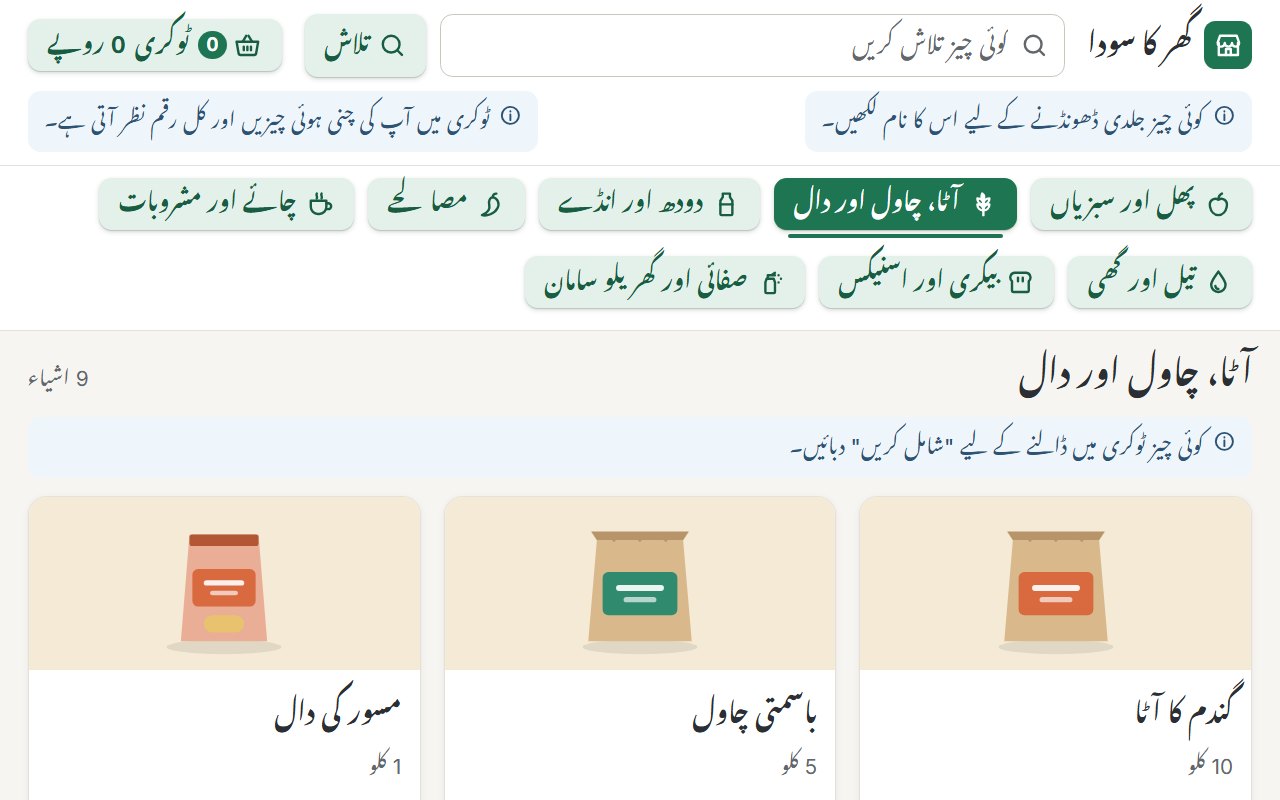 گھر کا سودا
کوئی چیز تلاش کریں
تلاش
0 ٹوکری 0 روپے
کوئی چیز جلدی ڈھونڈنے کے لیے اس کا نام لکھیں۔
ٹوکری میں آپ کی چنی ہوئی چیزیں اور کل رقم نظر آتی ہے۔
پھل اور سبزیاں
آٹا، چاول اور دال
دودھ اور انڈے
مصالحے
چائے اور مشروبات
تیل اور گھی
بیکری اور اسنیکس
صفائی اور گھریلو سامان
آٹا، چاول اور دال
9 اشیاء
کوئی چیز ٹوکری میں ڈالنے کے لیے "شامل کریں" دبائیں۔
گندم کا آٹا
10 کلو
باسمتی چاول
5 کلو
مسور کی دال
1 کلو